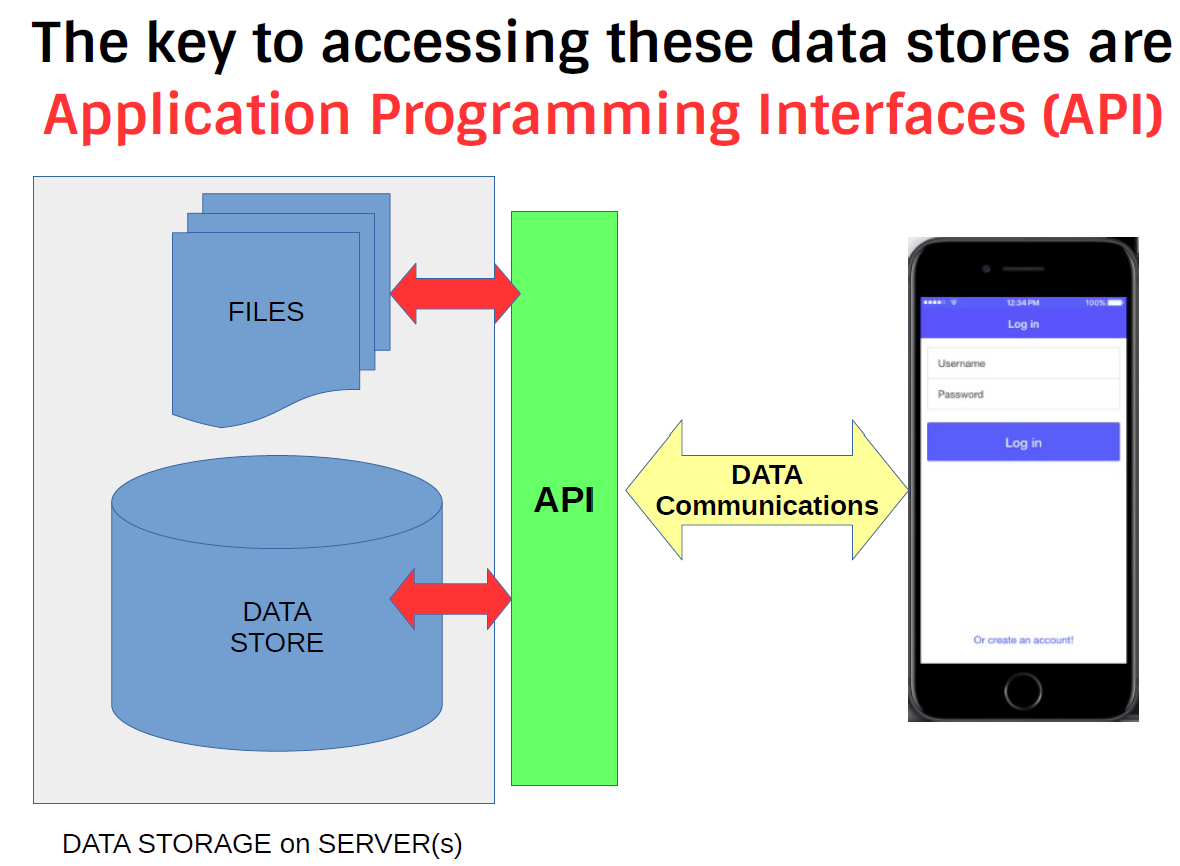 The key to accessing these data stores are
Application Programming Interfaces (API)
FILES
DATA
STORE
API
DATA
Communications
12:34 PM
100%
Log in
Username
Password
Log in
Or create an account!
DATA STORAGE on SERVER(s)